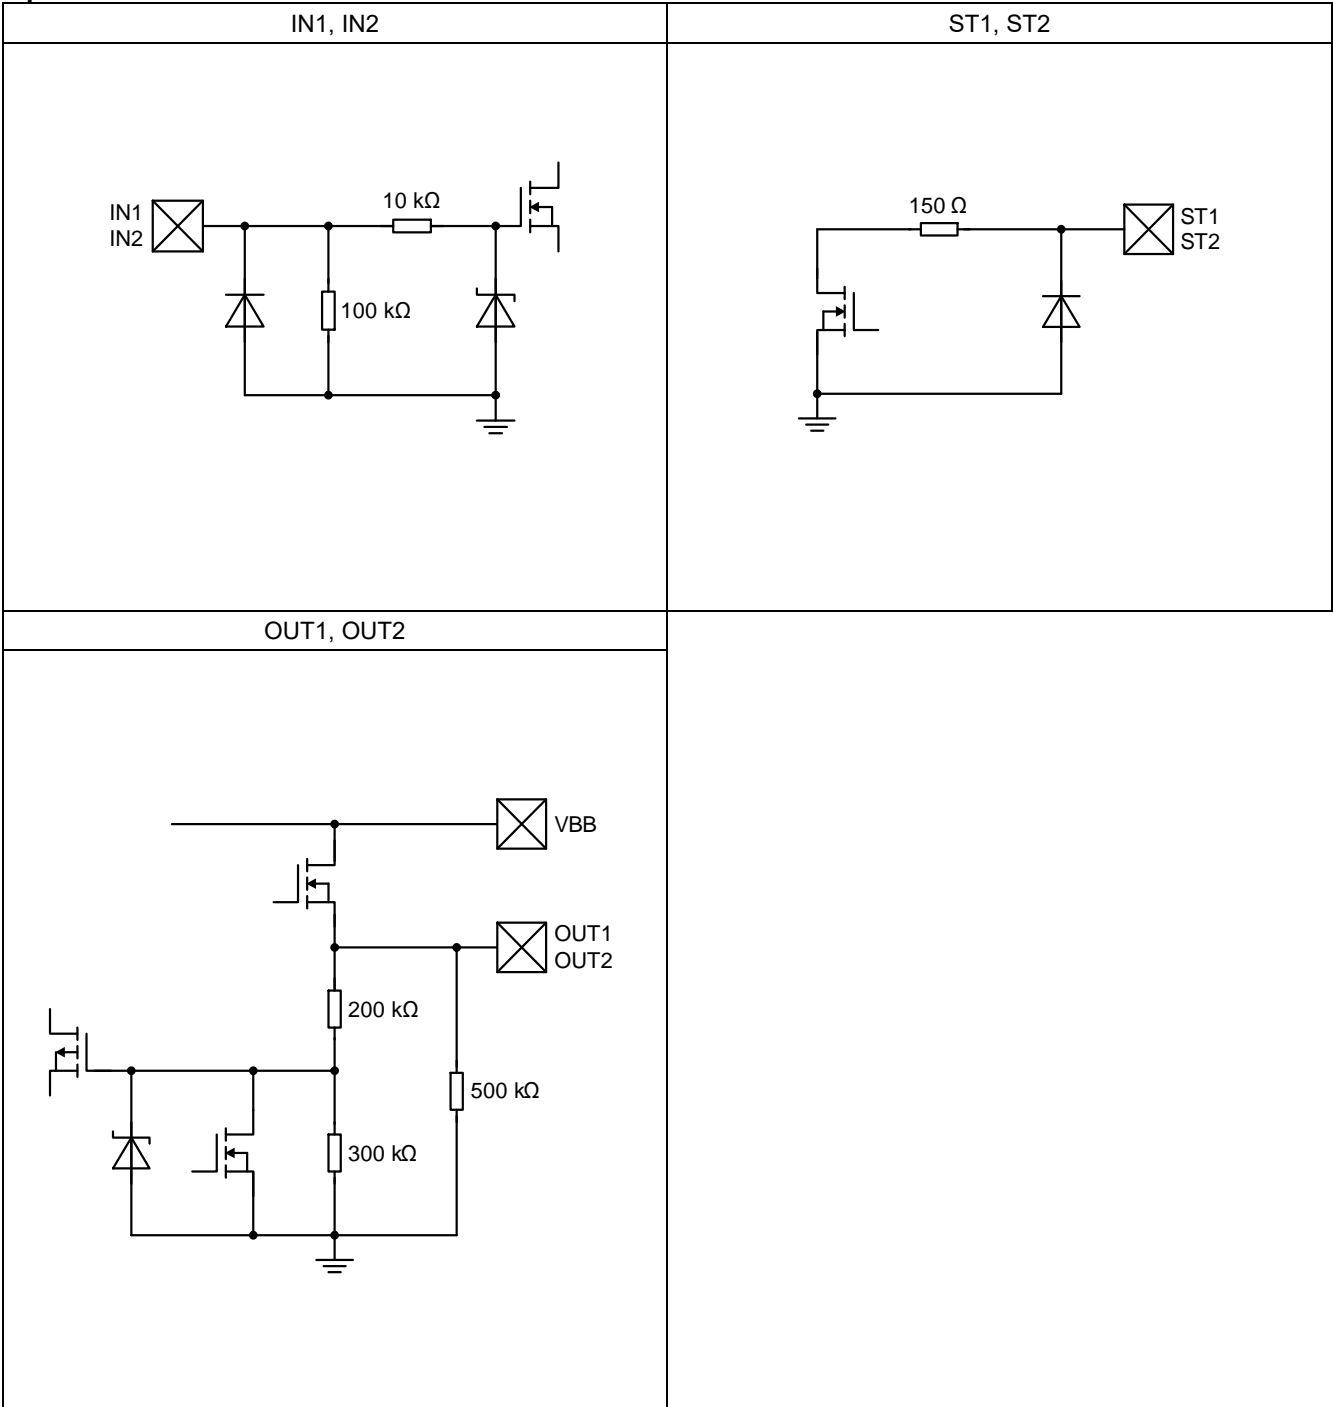 IN1, IN2
ST1, ST2
IN1
IN2
10 kΩ
100 kΩ
150 Ω
ST1
ST2
OUT1, OUT2
VBB
OUT1
OUT2
200 kΩ
500 kΩ
300 kΩ